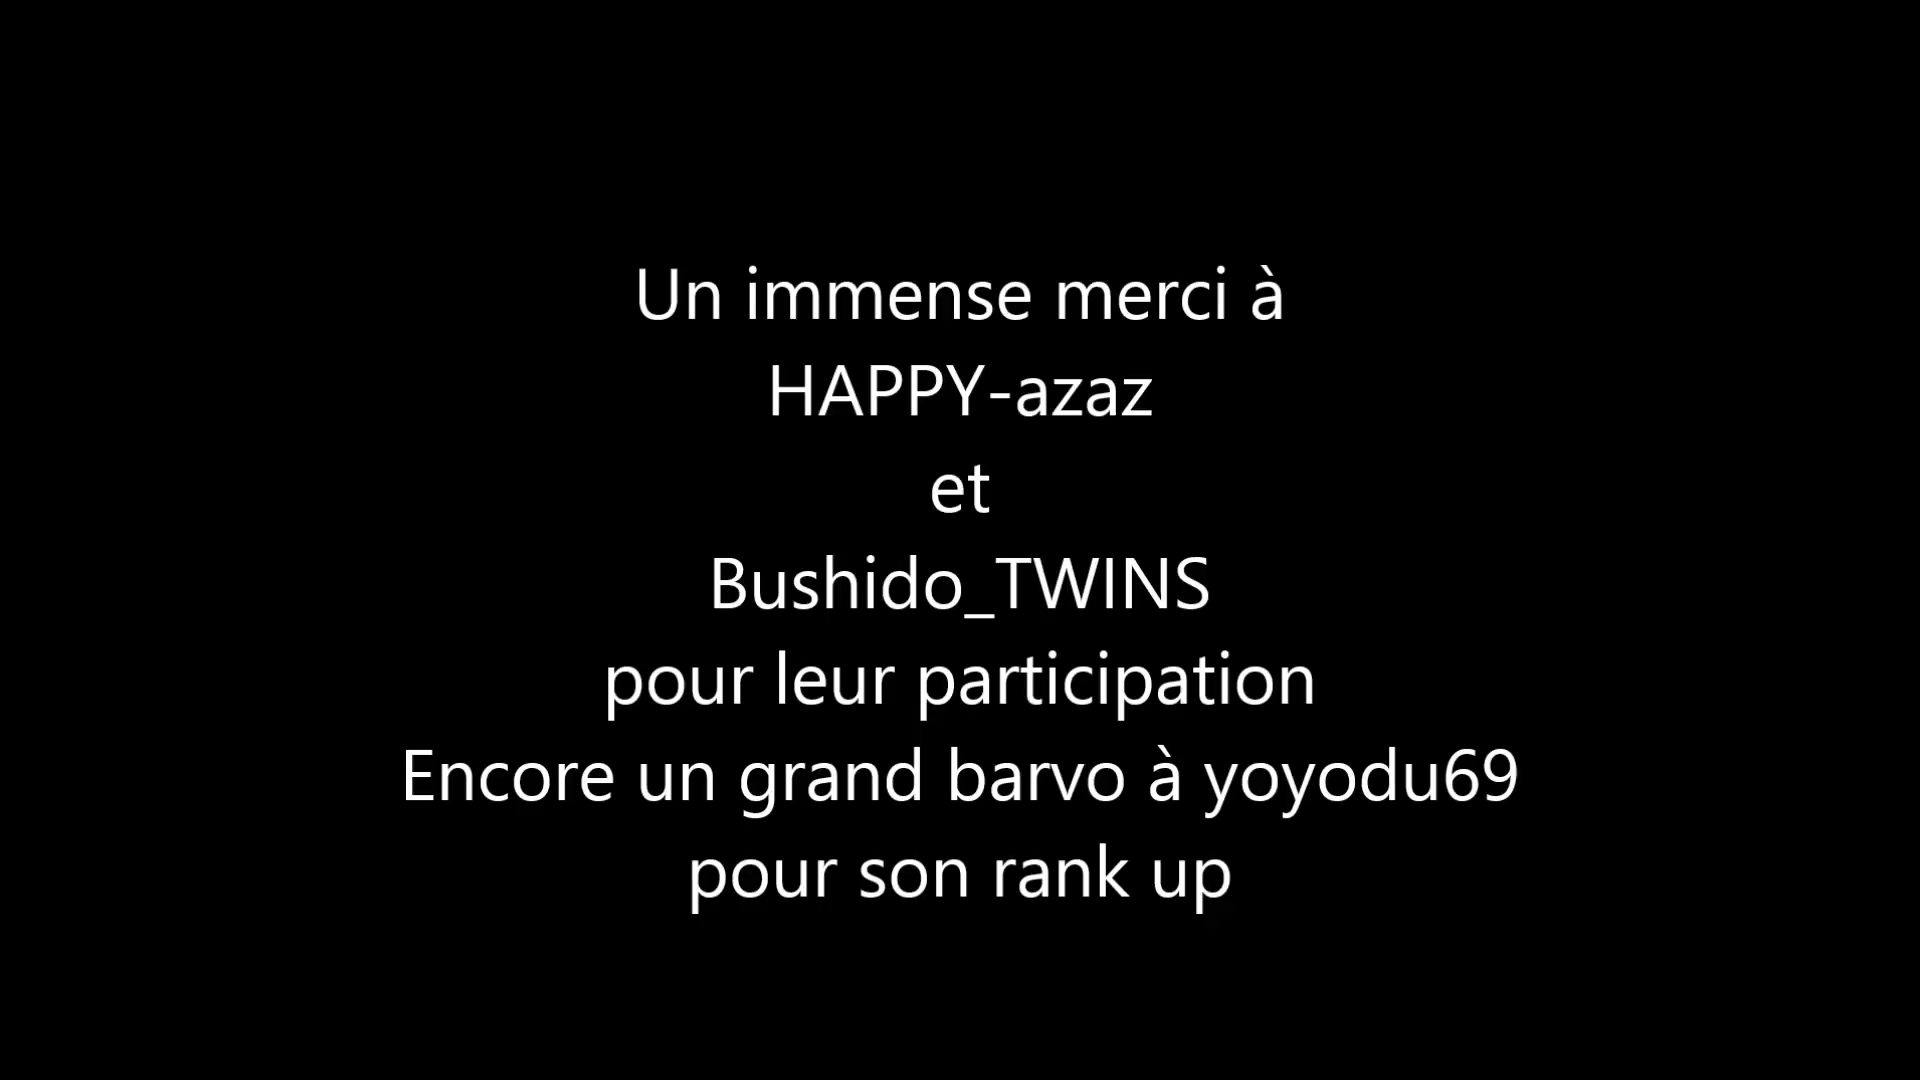 Un immense merci à
HAPPY-azaz
et
Bushido_TWINS
pour leur participation
Encore un grand barvo à yoyodu69
pour son rank up